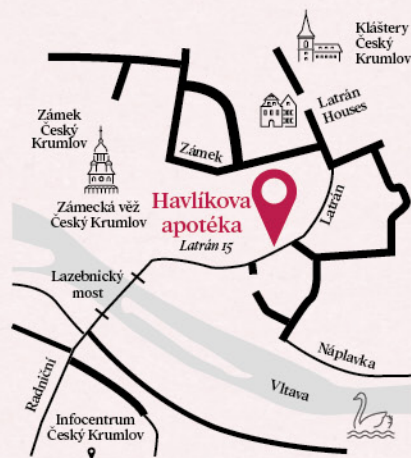 Kláštery
Český
Krumlov
Latrán
Houses
Zámek
Český
Krumlov
Zámek
Zámecká věž
Český Krumlov
Havlíkova
apotéka
Latrán 15
Latrán
Lazebnický
most
Náplavka
Vltava
Radniční
Infocentrum
Český Krumlov